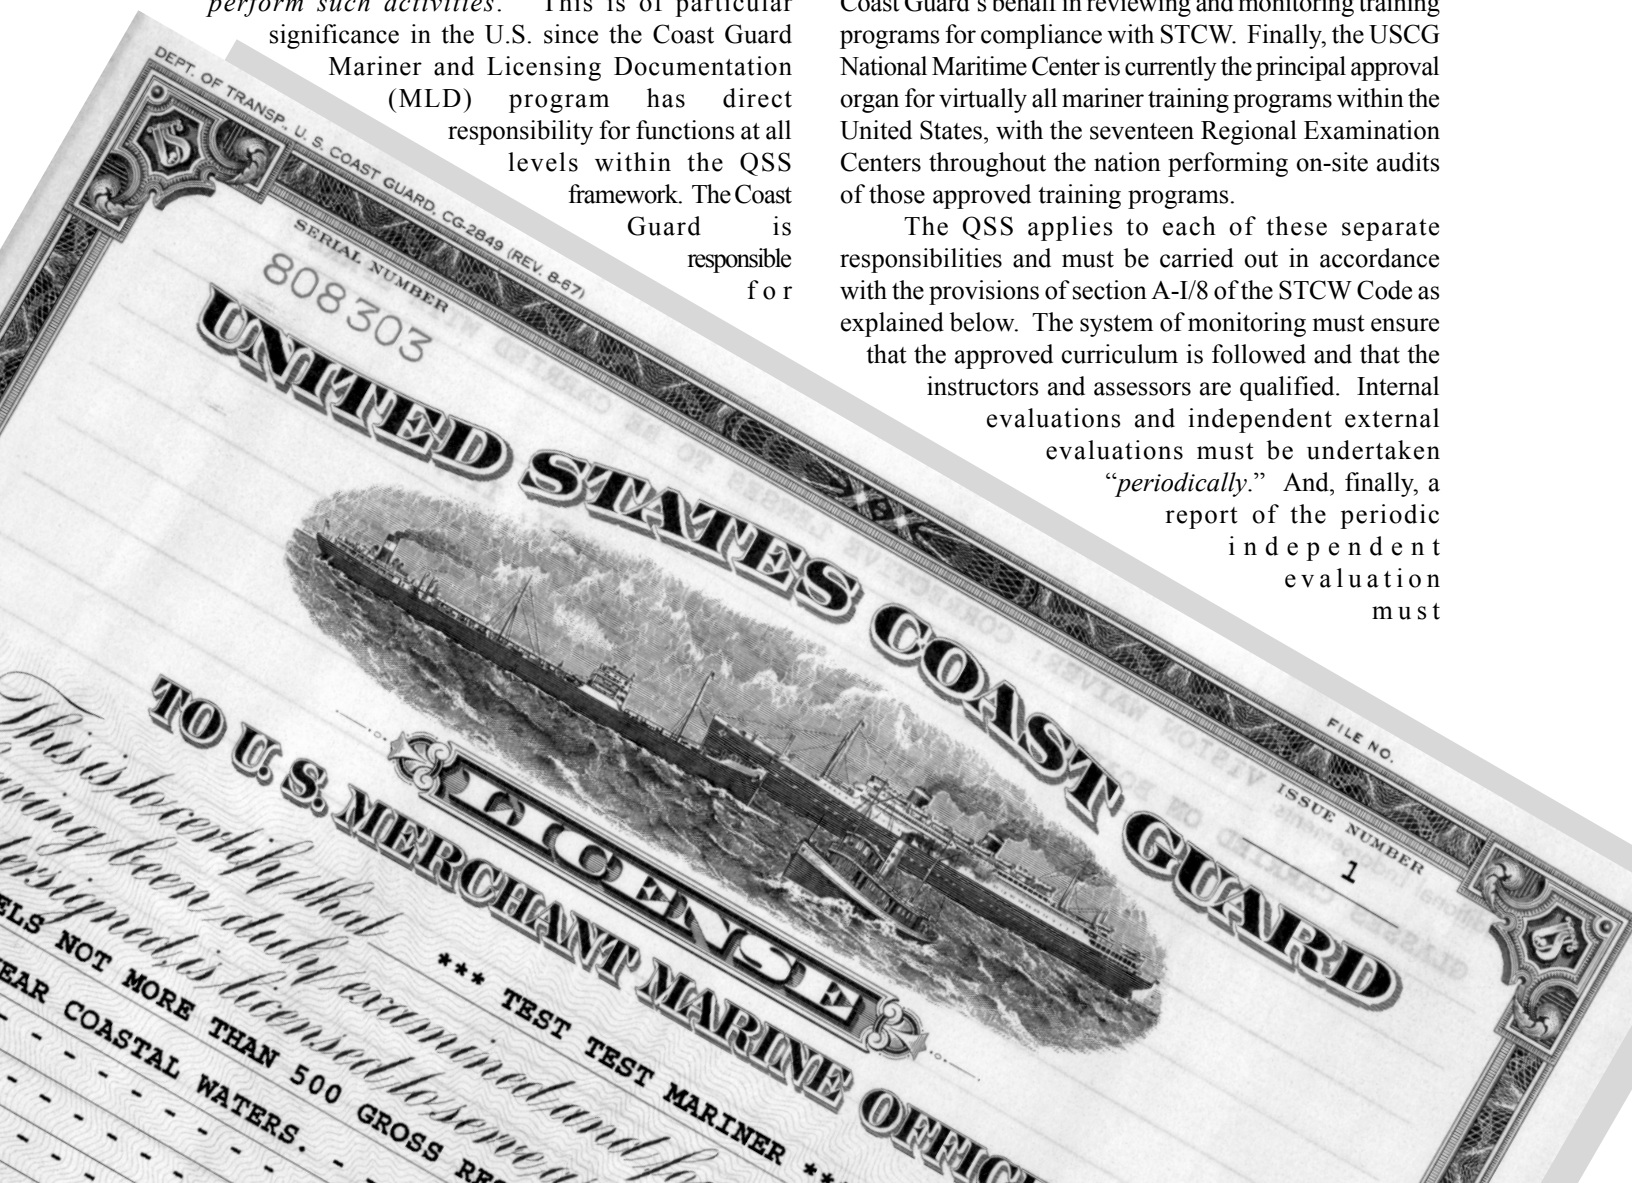 perform such activities. This is of particular
significance in the U.S. since the Coast Guard
Mariner and Licensing Documentation
(MLD) program has direct
responsibility for functions at all
levels within the QSS
framework. The Coast
Guard is
responsible
for
Coast Guard's behalf in reviewing and monitoring training
programs for compliance with STCW. Finally, the USCG
National Maritime Center is currently the principal approval
organ for virtually all mariner training programs within the
United States, with the seventeen Regional Examination
Centers throughout the nation performing on-site audits
of those approved training programs.
The QSS applies to each of these separate
responsibilities and must be carried out in accordance
with the provisions of section A-I/8 of the STCW Code as
explained below. The system of monitoring must ensure
that the approved curriculum is followed and that the
instructors and assessors are qualified. Internal
evaluations and independent external
evaluations must be undertaken
“periodically.” And, finally, a
report of the periodic
independent
evaluation
must
DEPT. OF TRANSP., U. S. COAST GUARD, CG-2849 (REV. 8-67)
SERIAL NUMBER
808303
FILE NO.
ISSUE NUMBER
1
UNITED STATES COAST GUARD
LICENSE
TO U.S. MERCHANT MARINE
This is to certify that *** TEST TEST MARINER
been duly examined and
is licensed to serve
NOT MORE THAN 500 GROSS
COASTAL WATERS. -